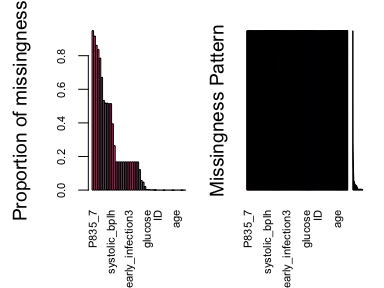 Proportion of missingness
0.0 0.2 0.4 0.6 0.8
P835_7
systolic_bplh
early_infection3
glucose
ID
age
Missingness Pattern
P835_7
systolic_bplh
early_infection3
glucose
ID
age